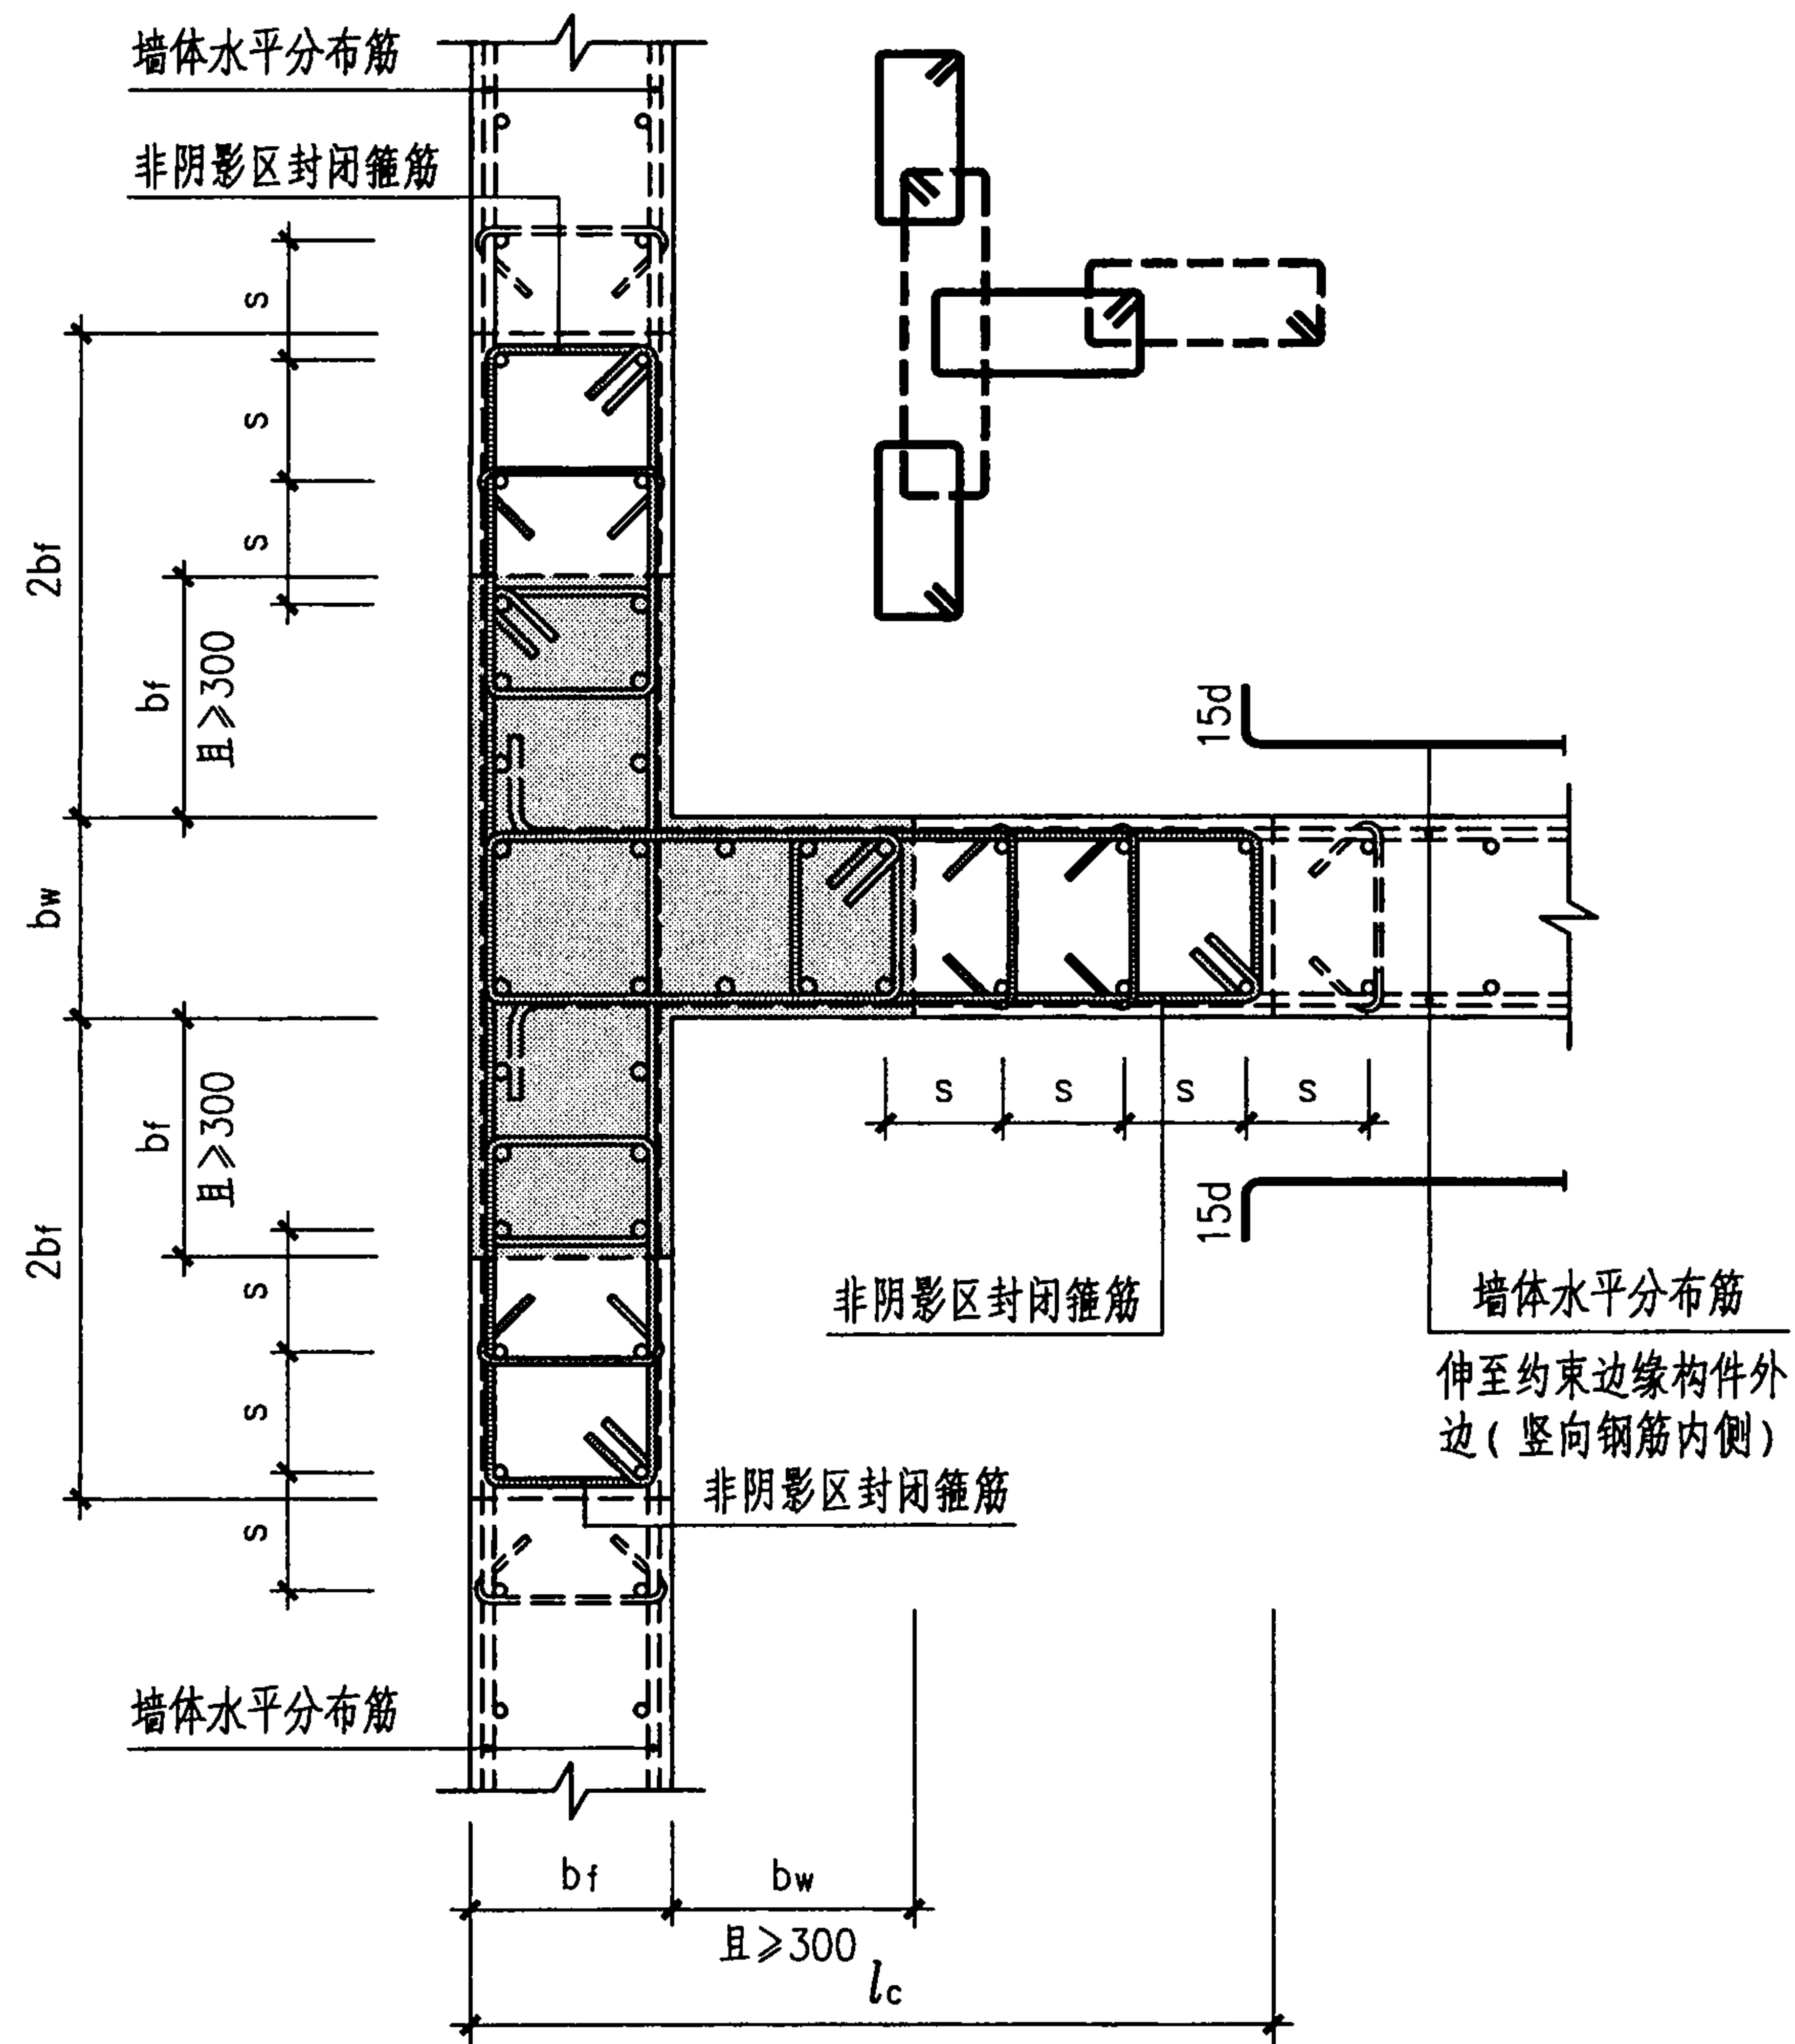 墙体水平分布筋
非阴影区封闭箍筋
s
s
s
2bf
bf
且≥300
bw
bf
且≥300
2bf
s
s
s
15d
s
s
s
s
15d
非阴影区封闭箍筋
墙体水平分布筋
伸至约束边缘构件外
边(竖向钢筋内侧)
非阴影区封闭箍筋
墙体水平分布筋
bf
bw
且≥300
lc